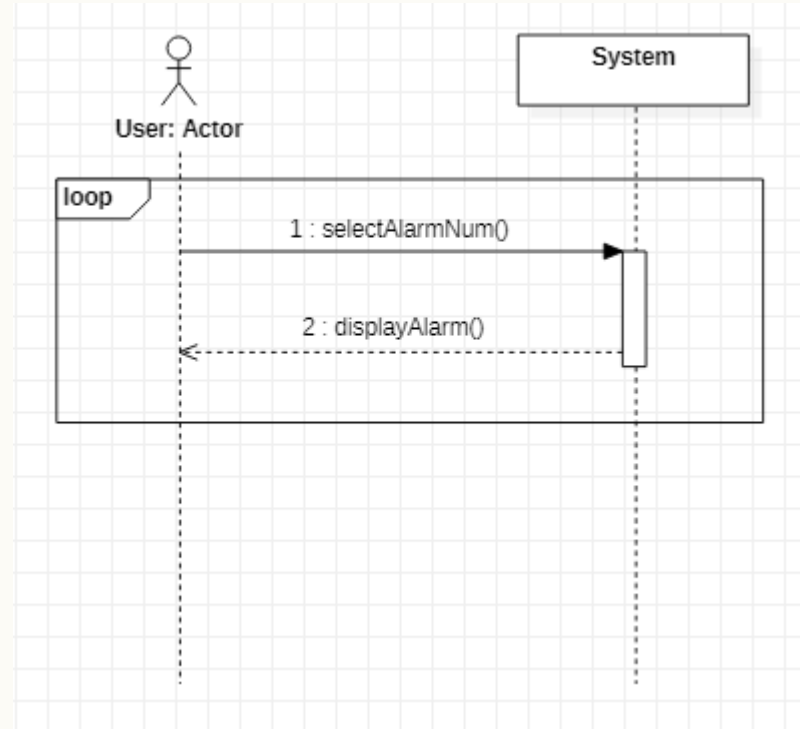 System
User: Actor
loop
1 : selectAlarmNum()
2 : displayAlarm()